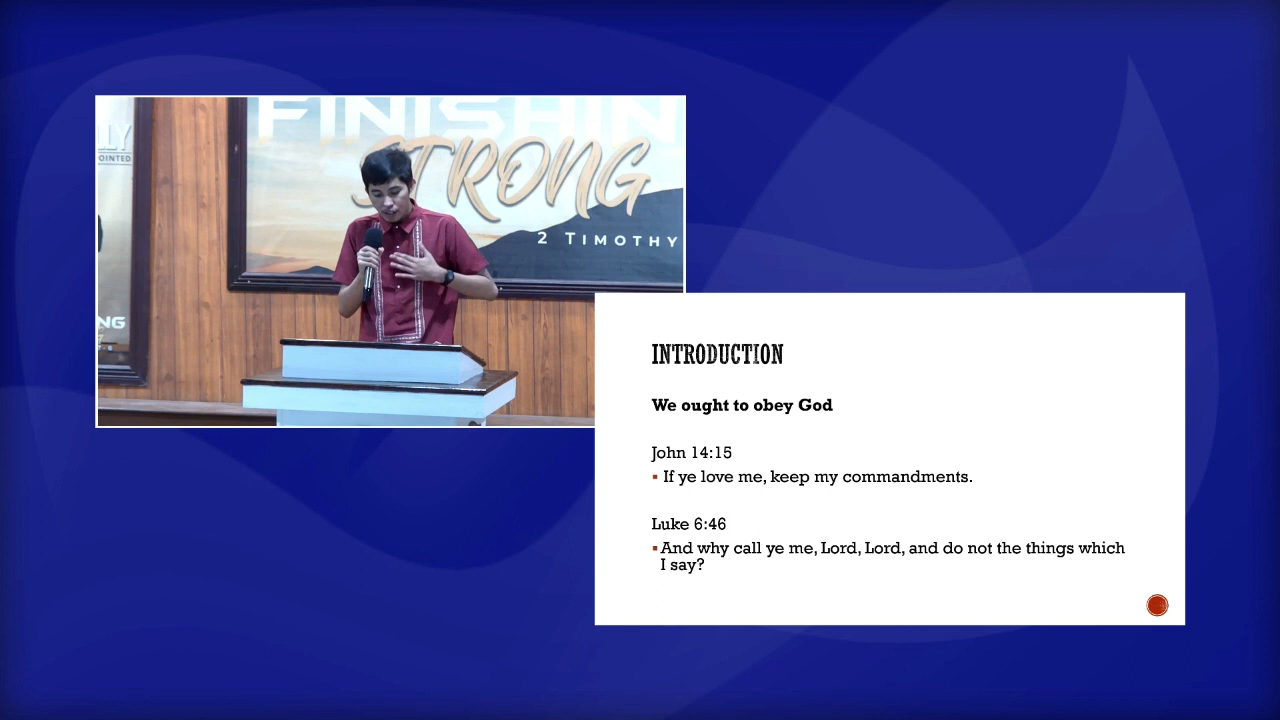 LLY
OINTED
NG
FINISHIN
STRONG
2 TIMOTHY
INTRODUCTION
We ought to obey God
John 14:15
▪ If ye love me, keep my commandments.
Luke 6:46
▪ And why call ye me, Lord, Lord, and do not the things which
I say?